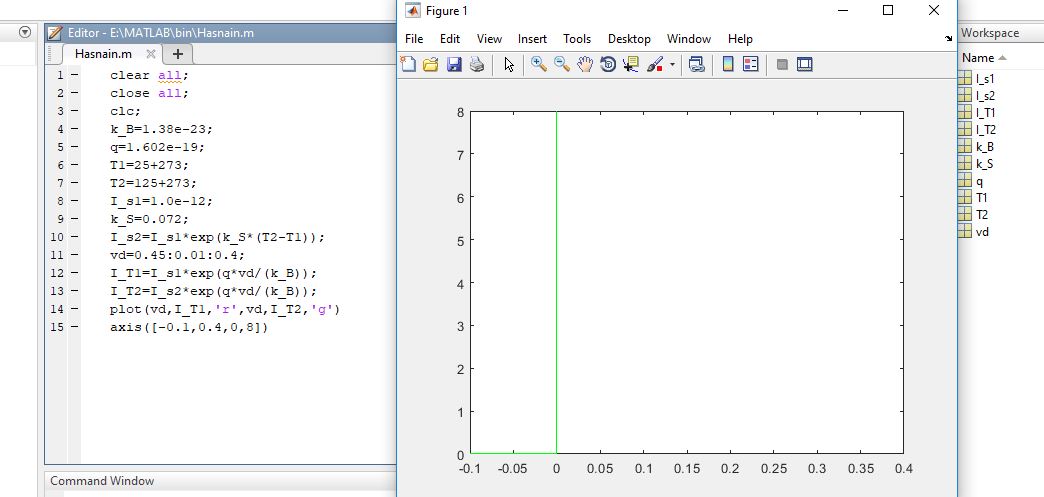 Editor - E:\MATLAB\bin\Hasnain.m
Hasnain.m
1 - clear all;
2 - close all;
3 - clc;
4 - k_B=1.38e-23;
5 - q=1.602e-19;
6 - T1=25+273;
7 - T2=125+273;
8 - I_s1=1.0e-12;
9 - k_S=0.072;
10 - I_s2=I_s1*exp(k_S*(T2-T1));
11 - vd=0.45:0.01:0.4;
12 - I_T1=I_s1*exp(q*vd/(k_B));
13 - I_T2=I_s2*exp(q*vd/(k_B));
14 - plot(vd,I_T1,'r',vd,I_T2,'g')
15 - axis([-0.1,0.4,0,8])
Command Window
Figure 1
File Edit View Insert Tools Desktop Window Help
8
7
6
5
4
3
2
1
0
-0.1 -0.05 0 0.05 0.1 0.15 0.2 0.25 0.3 0.35 0.4
Workspace
Name
I_s1
I_s2
I_T1
I_T2
k_B
k_S
q
T1
T2
vd